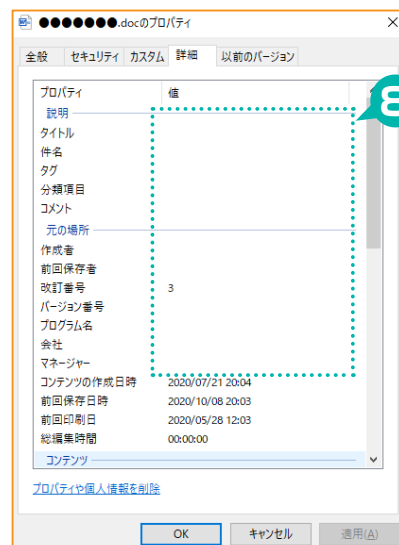 ●●●●●●●.docのプロパティ
全般 セキュリティ カスタム 詳細 以前のバージョン
プロパティ 値
説明
タイトル
件名
タグ
分類項目
コメント
元の場所
作成者
前回保存者
改訂番号 3
バージョン番号
プログラム名
会社
マネージャー
コンテンツの作成日時 2020/07/21 20:04
前回保存日時 2020/10/08 20:03
前回印刷日 2020/05/28 12:03
総編集時間 00:00:00
コンテンツ
プロパティや個人情報を削除
OK キャンセル 適用(A)